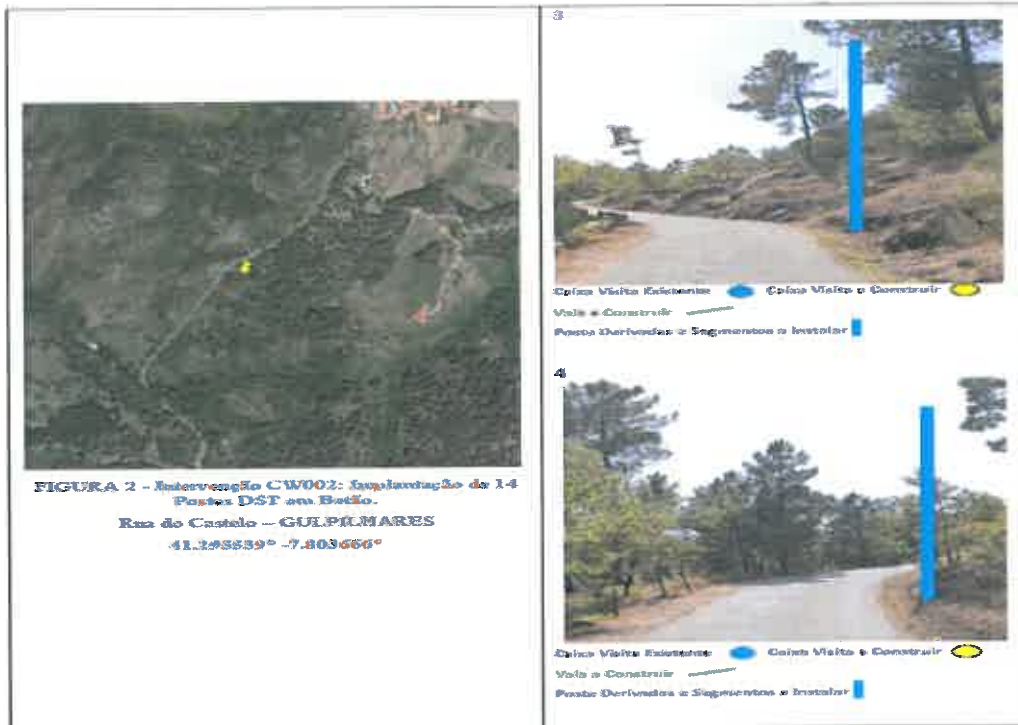 FIGURA 2 - Intervenção CW002: Implantação de 14
Postes DST em Betão.
Rua do Castelo – GULPILHARES
3
Caixa Visita Existente Caixa Visita a Construir
Vala a Construir
Poste Derivados e Segmentos a Instalar
4
Caixa Visita Existente Caixa Visita a Construir
Vala a Construir
Poste Derivados e Segmentos a Instalar